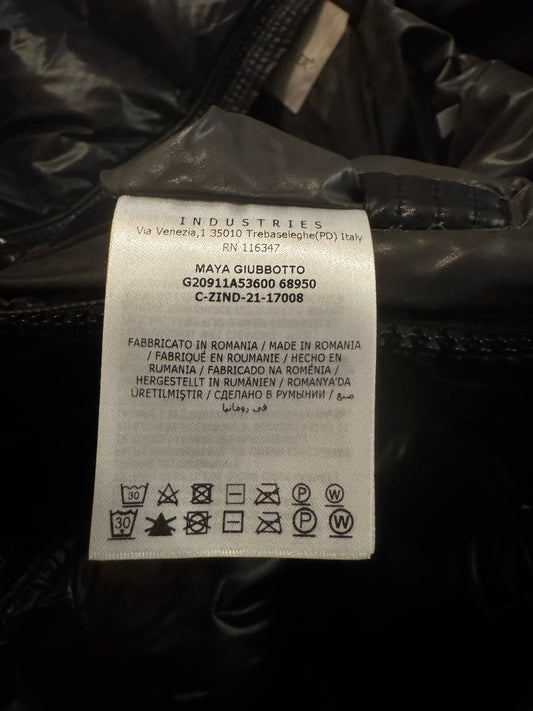 INDUSTRIES
Via Venezia,1 35010 Trebaseleghe(PD) Italy
RN 116347
MAYA GIUBBOTTO
G20911A53600 68950
C-ZIND-21-17008
FABBRICATO IN ROMANIA / MADE IN ROMANIA
/ FABRIQUÉ EN ROUMANIE / HECHO EN
RUMANIA / FABRICADO NA ROMÉNIA /
HERGESTELLT IN RUMÄNIEN / ROMANYA'DA
ÜRETILMIŞTIR / СДЕЛАНО В РУМЫНИИ / صنع
في رومانيا
30 P W
30 P W